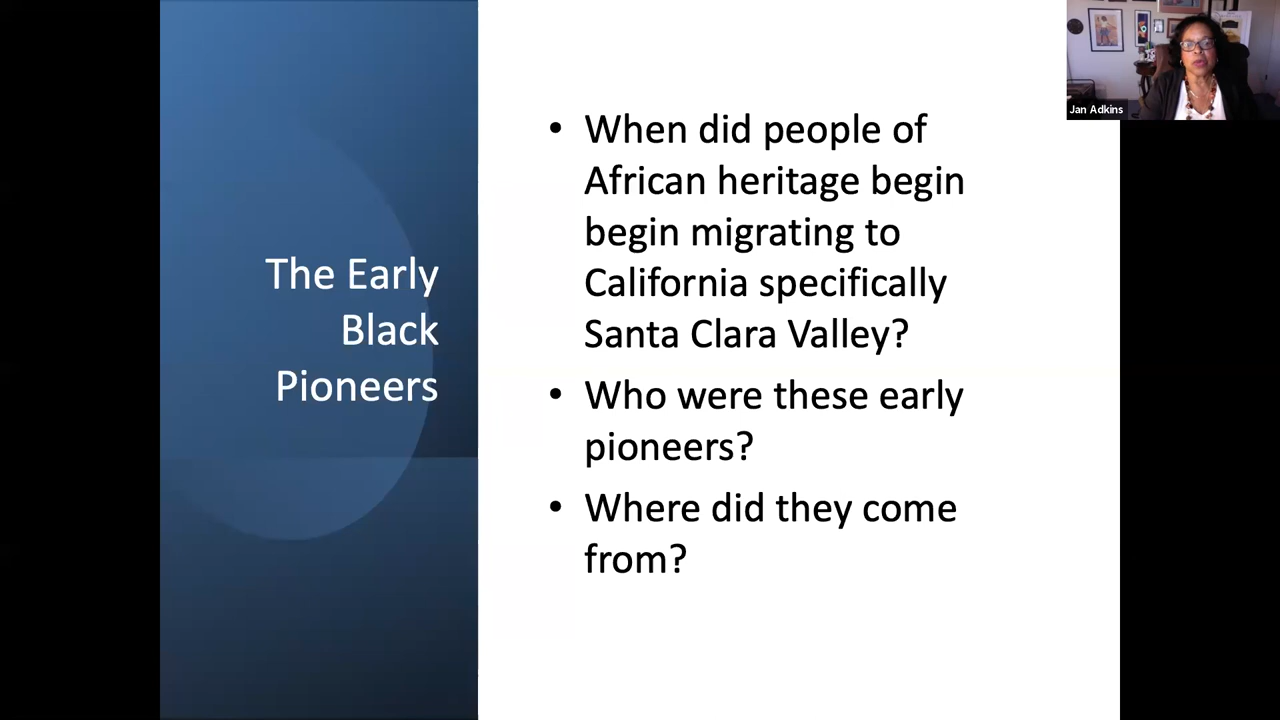 The Early
Black
Pioneers
• When did people of
African heritage begin
begin migrating to
California specifically
Santa Clara Valley?
• Who were these early
pioneers?
• Where did they come
from?
Jan Adkins